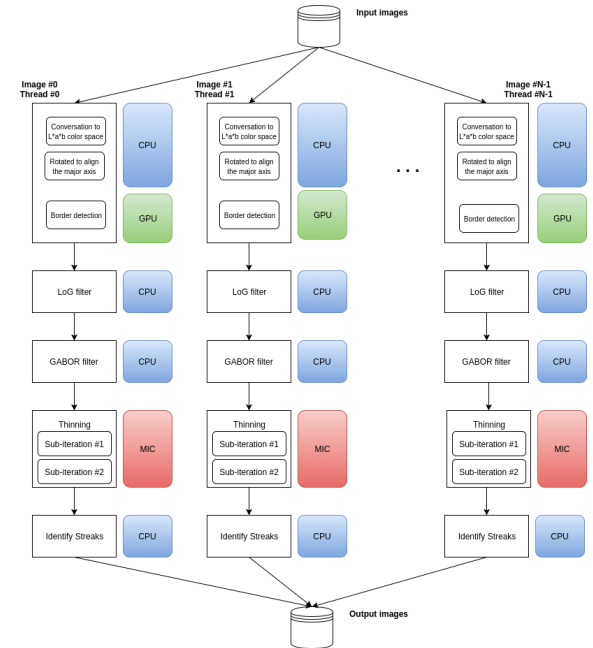 Input images
Image #0
Thread #0
Image #1
Thread #1
Image #N-1
Thread #N-1
Conversation to
L*a*b color space
Rotated to align
the major axis
Border detection
CPU
GPU
Conversation to
L*a*b color space
Rotated to align
the major axis
Border detection
CPU
GPU
. . .
Conversation to
L*a*b color space
Rotated to align
the major axis
Border detection
CPU
GPU
LoG filter
CPU
LoG filter
CPU
LoG filter
CPU
GABOR filter
CPU
GABOR filter
CPU
GABOR filter
CPU
Thinning
Sub-iteration #1
Sub-iteration #2
MIC
Thinning
Sub-iteration #1
Sub-iteration #2
MIC
Thinning
Sub-iteration #1
Sub-iteration #2
MIC
Identify Streaks
CPU
Identify Streaks
CPU
Identify Streaks
CPU
Output images